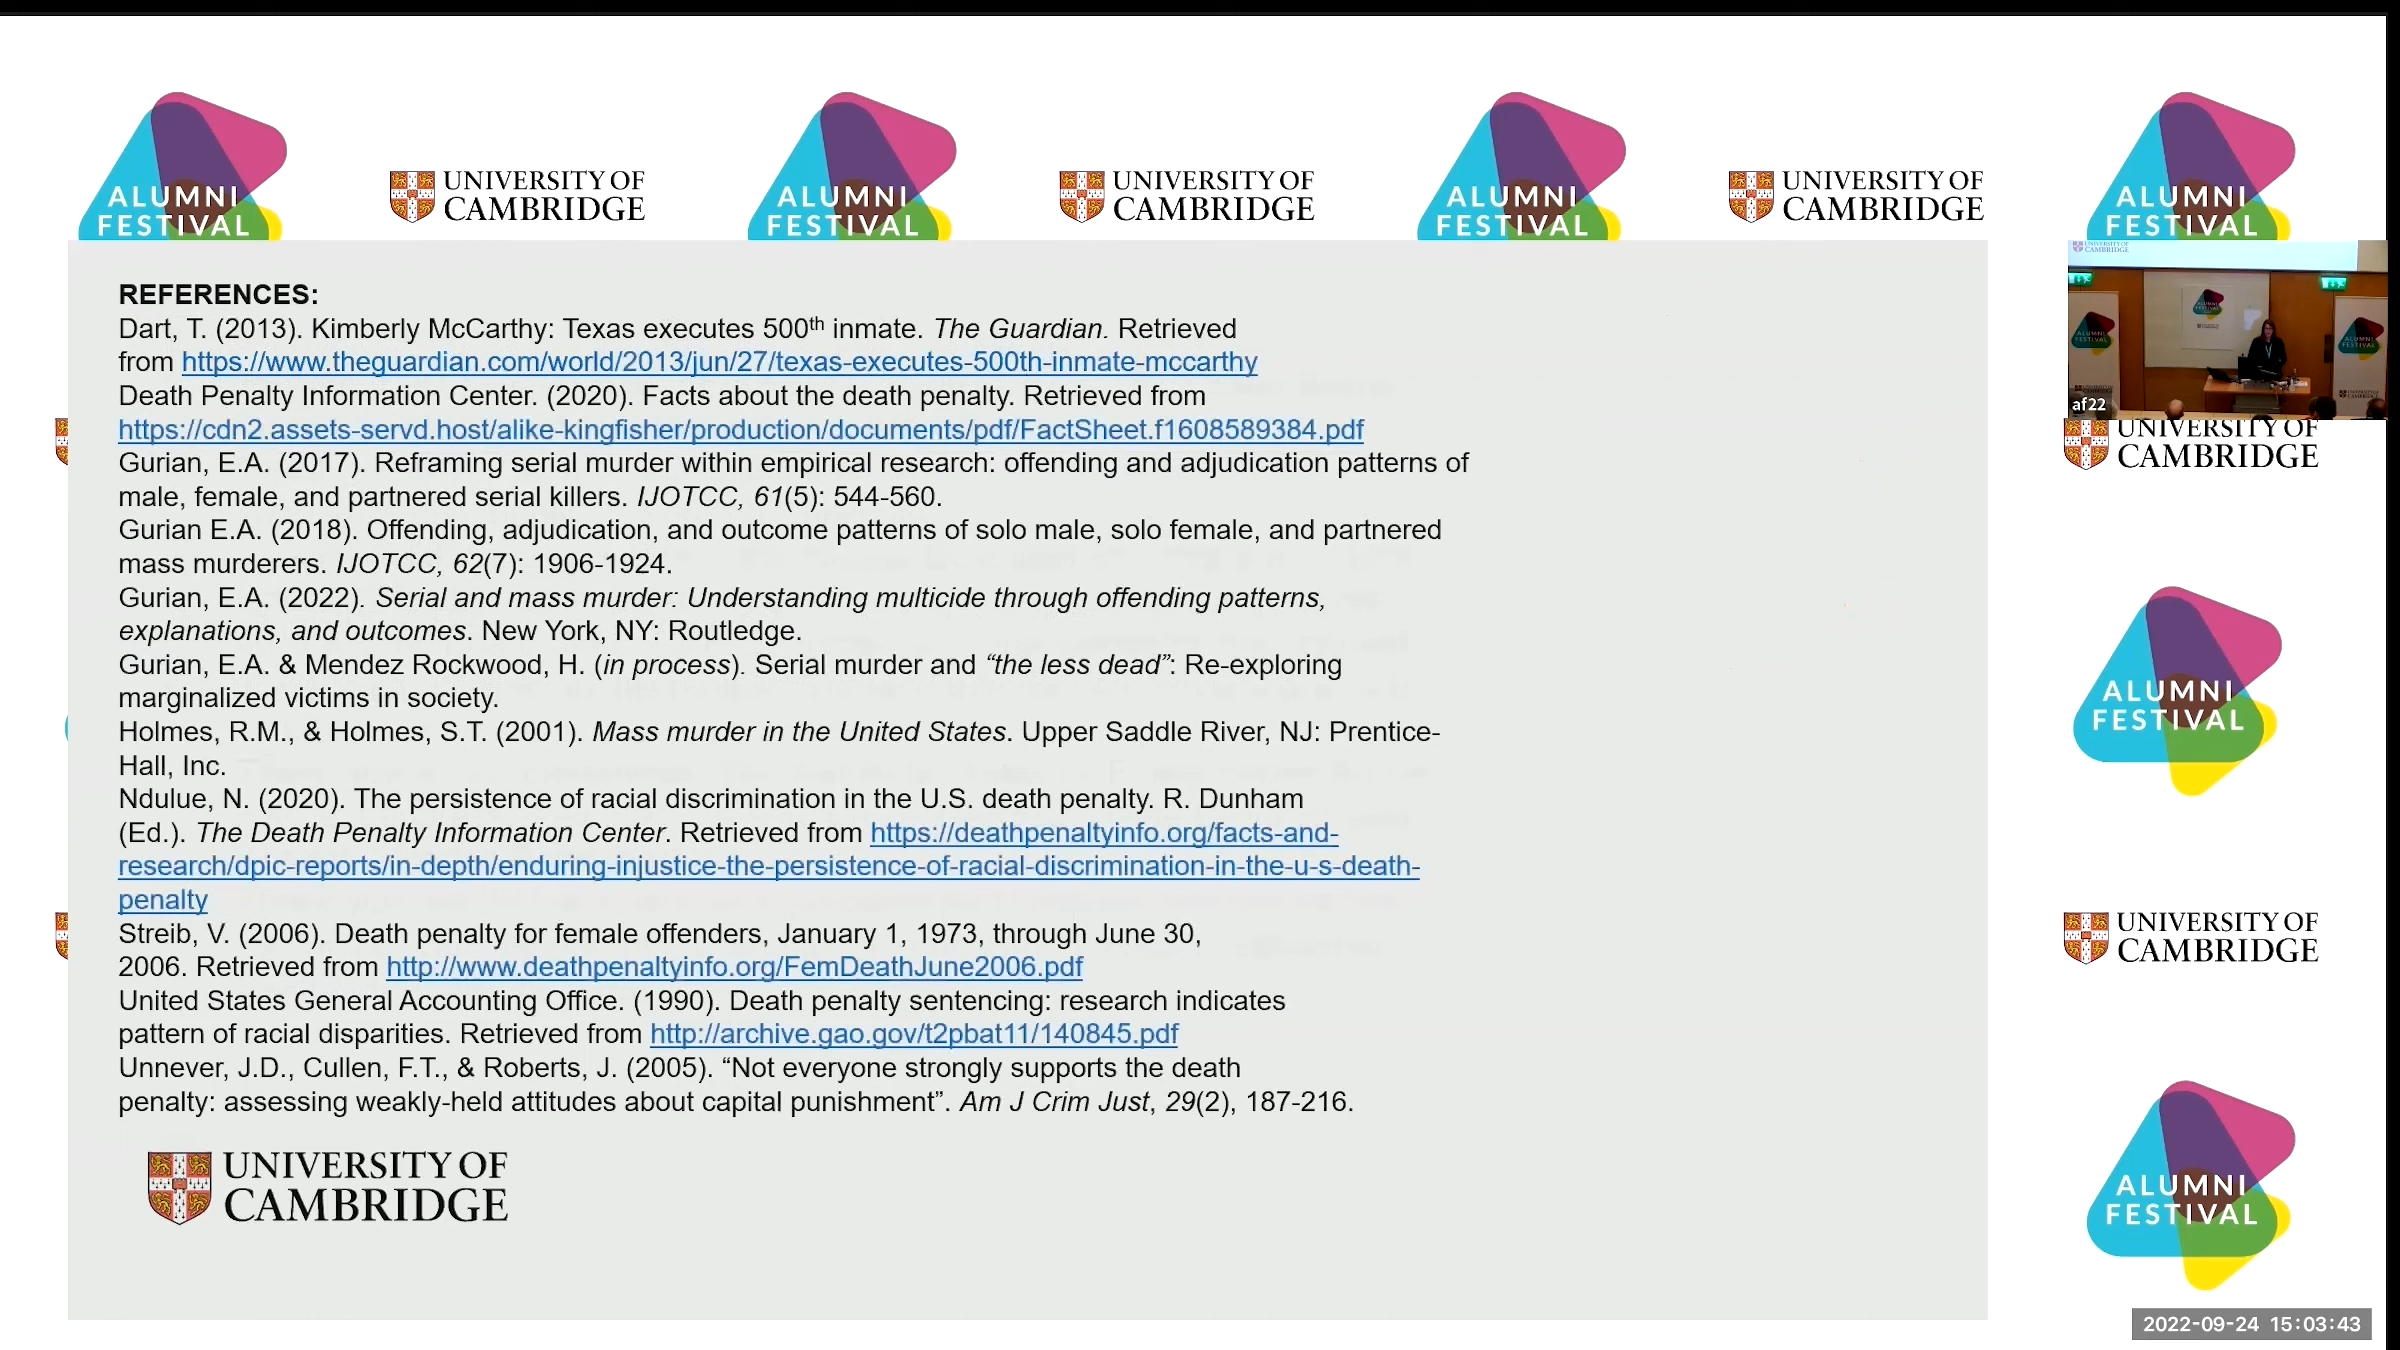 ALUMNI
FESTIVAL
UNIVERSITY OF
CAMBRIDGE
ALUMNI
FESTIVAL
UNIVERSITY OF
CAMBRIDGE
ALUMNI
FESTIVAL
UNIVERSITY OF
CAMBRIDGE
ALUMNI
FESTIVAL
REFERENCES:
Dart, T. (2013). Kimberly McCarthy: Texas executes 500th inmate. The Guardian. Retrieved
from https://www.theguardian.com/world/2013/jun/27/texas-executes-500th-inmate-mccarthy
Death Penalty Information Center. (2020). Facts about the death penalty. Retrieved from
https://cdn2.assets-servd.host/alike-kingfisher/production/documents/pdf/FactSheet.f1608589384.pdf
Gurian, E.A. (2017). Reframing serial murder within empirical research: offending and adjudication patterns of
male, female, and partnered serial killers. IJOTCC, 61(5): 544-560.
Gurian E.A. (2018). Offending, adjudication, and outcome patterns of solo male, solo female, and partnered
mass murderers. IJOTCC, 62(7): 1906-1924.
Gurian, E.A. (2022). Serial and mass murder: Understanding multicide through offending patterns,
explanations, and outcomes. New York, NY: Routledge.
Gurian, E.A. & Mendez Rockwood, H. (in process). Serial murder and “the less dead”: Re-exploring
marginalized victims in society.
Holmes, R.M., & Holmes, S.T. (2001). Mass murder in the United States. Upper Saddle River, NJ: Prentice-
Hall, Inc.
Ndulue, N. (2020). The persistence of racial discrimination in the U.S. death penalty. R. Dunham
(Ed.). The Death Penalty Information Center. Retrieved from https://deathpenaltyinfo.org/facts-and-
research/dpic-reports/in-depth/enduring-injustice-the-persistence-of-racial-discrimination-in-the-u-s-death-
penalty
Streib, V. (2006). Death penalty for female offenders, January 1, 1973, through June 30,
2006. Retrieved from http://www.deathpenaltyinfo.org/FemDeathJune2006.pdf
United States General Accounting Office. (1990). Death penalty sentencing: research indicates
pattern of racial disparities. Retrieved from http://archive.gao.gov/t2pbat11/140845.pdf
Unnever, J.D., Cullen, F.T., & Roberts, J. (2005). “Not everyone strongly supports the death
penalty: assessing weakly-held attitudes about capital punishment”. Am J Crim Just, 29(2), 187-216.
UNIVERSITY OF
CAMBRIDGE
af22
UNIVERSITY OF
CAMBRIDGE
ALUMNI
FESTIVAL
UNIVERSITY OF
CAMBRIDGE
ALUMNI
FESTIVAL
2022-09-24 15:03:43